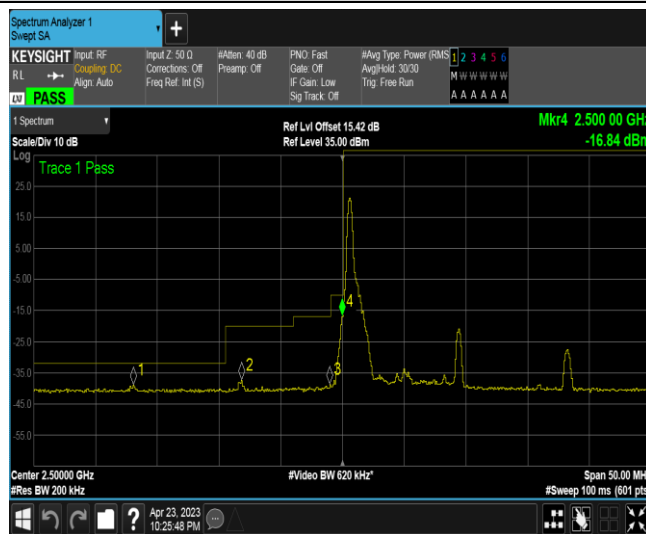 Spectrum Analyzer 1
Swept SA
+
KEYSIGHT Input: RF Input Z: 50 Ω #Atten: 40 dB PNO: Fast #Avg Type: Power (RMS 1 2 3 4 5 6
RL Coupling: DC Corrections: Off Preamp: Off Gate: Off Avg|Hold: 30/30 M W W W W W
Align: Auto Freq Ref: Int (S) IF Gain: Low Trig: Free Run
LXI PASS Sig Track: Off A A A A A A
1 Spectrum Ref Lvl Offset 15.42 dB Mkr4 2.500 00 GHz
Scale/Div 10 dB Ref Level 35.00 dBm -16.84 dBm
Log
Trace 1 Pass
25.0
15.0
5.00
-5.00
-15.0
4
-25.0
-35.0
1
2
3
-45.0
-55.0
Center 2.50000 GHz #Video BW 620 kHz* Span 50.00 MH
#Res BW 200 kHz #Sweep 100 ms (601 pts
? Apr 23, 2023
10:25:48 PM